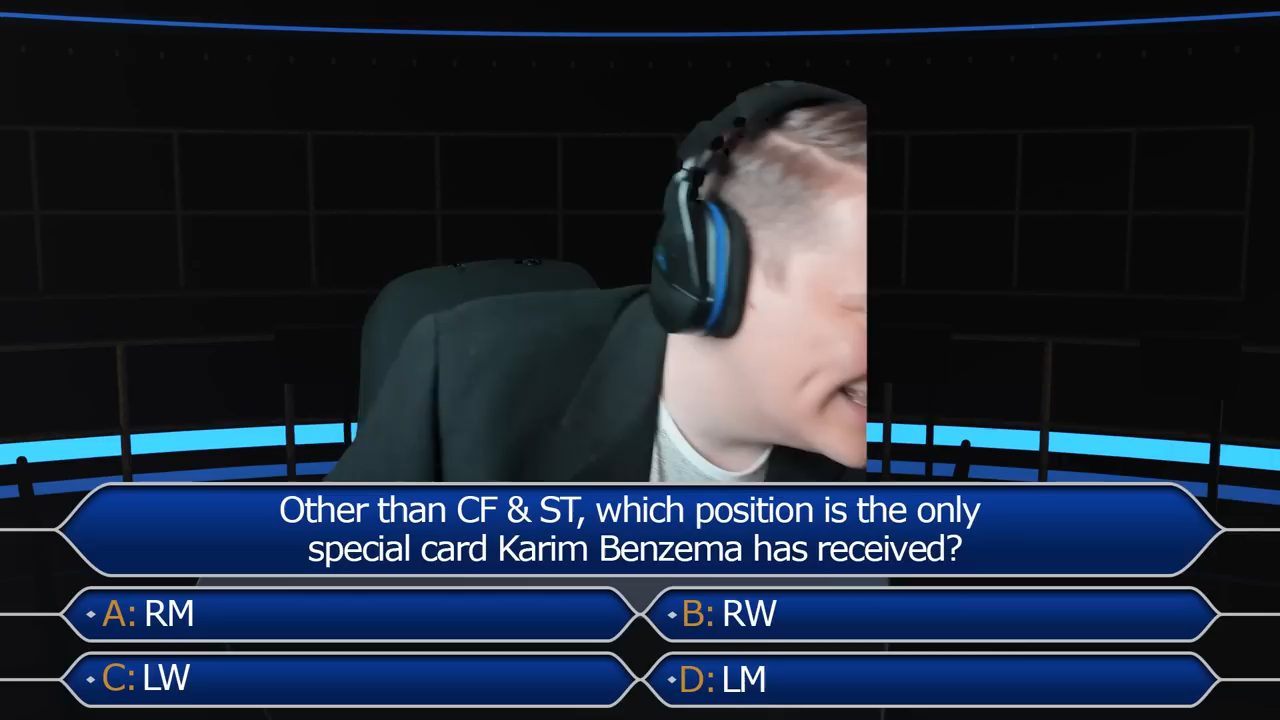 Other than CF & ST, which position is the only
special card Karim Benzema has received?
A: RM
B: RW
C: LW
D: LM